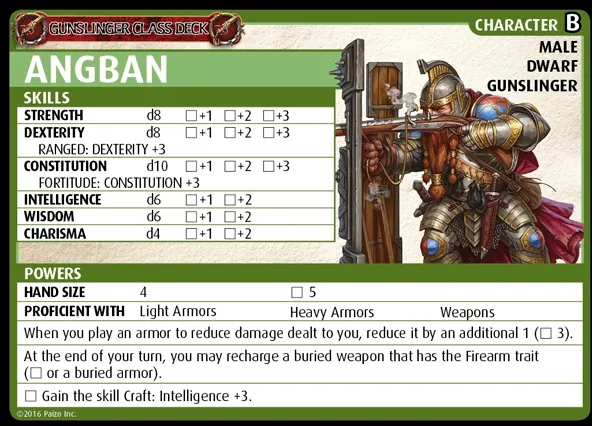 GUNSLINGER CLASS DECK
CHARACTER B
MALE
DWARF
GUNSLINGER
ANGBAN
SKILLS
STRENGTH d8 □+1 □+2 □+3
DEXTERITY d8 □+1 □+2 □+3
RANGED: DEXTERITY +3
CONSTITUTION d10 □+1 □+2 □+3
FORTITUDE: CONSTITUTION +3
INTELLIGENCE d6 □+1 □+2
WISDOM d6 □+1 □+2
CHARISMA d4 □+1 □+2
POWERS
HAND SIZE 4 □ 5
PROFICIENT WITH Light Armors Heavy Armors Weapons
When you play an armor to reduce damage dealt to you, reduce it by an additional 1 (□ 3).
At the end of your turn, you may recharge a buried weapon that has the Firearm trait
(□ or a buried armor).
□ Gain the skill Craft: Intelligence +3.
©2016 Paizo Inc.